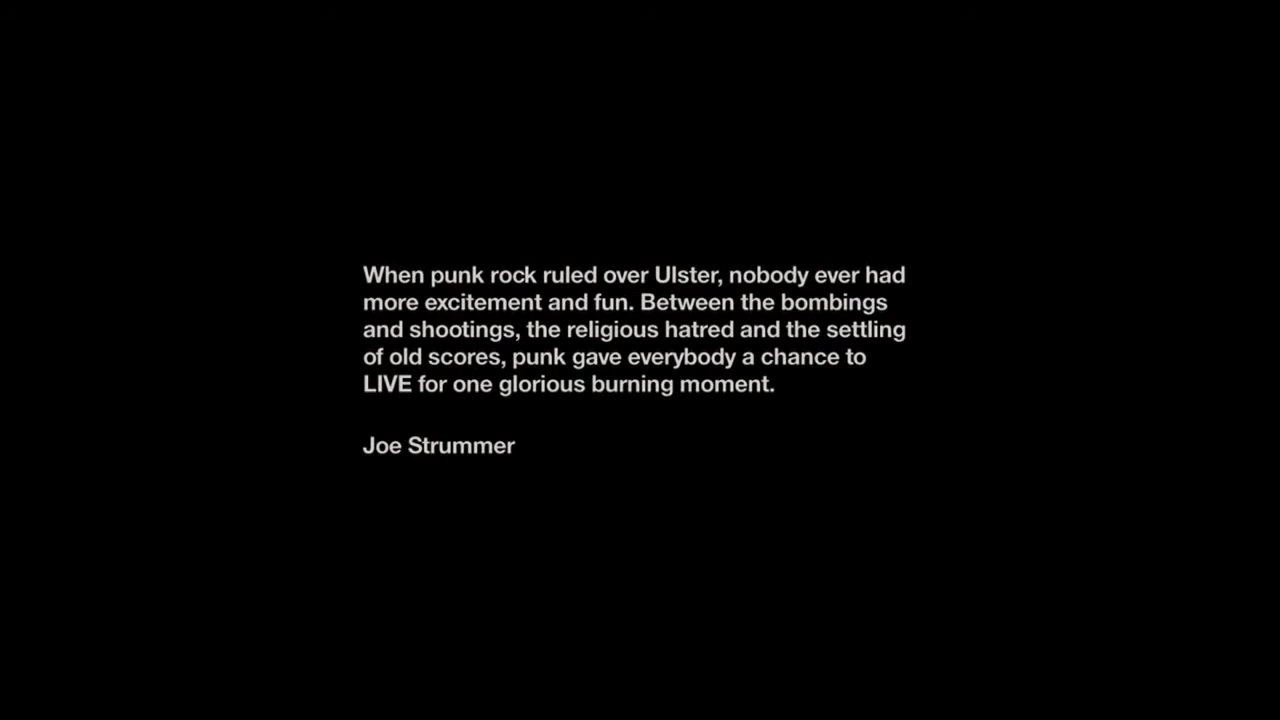 When punk rock ruled over Ulster, nobody ever had
more excitement and fun. Between the bombings
and shootings, the religious hatred and the settling
of old scores, punk gave everybody a chance to
LIVE for one glorious burning moment.
Joe Strummer